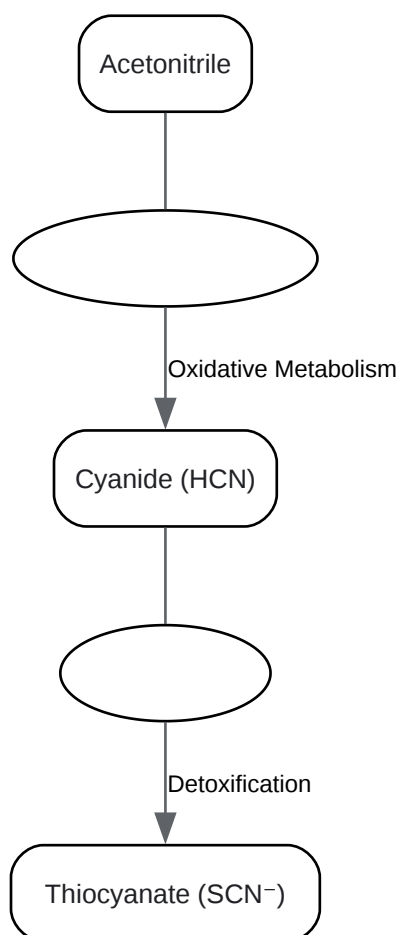 Acetonitrile
Oxidative Metabolism
Cyanide (HCN)
Detoxification
Thiocyanate (SCN⁻)